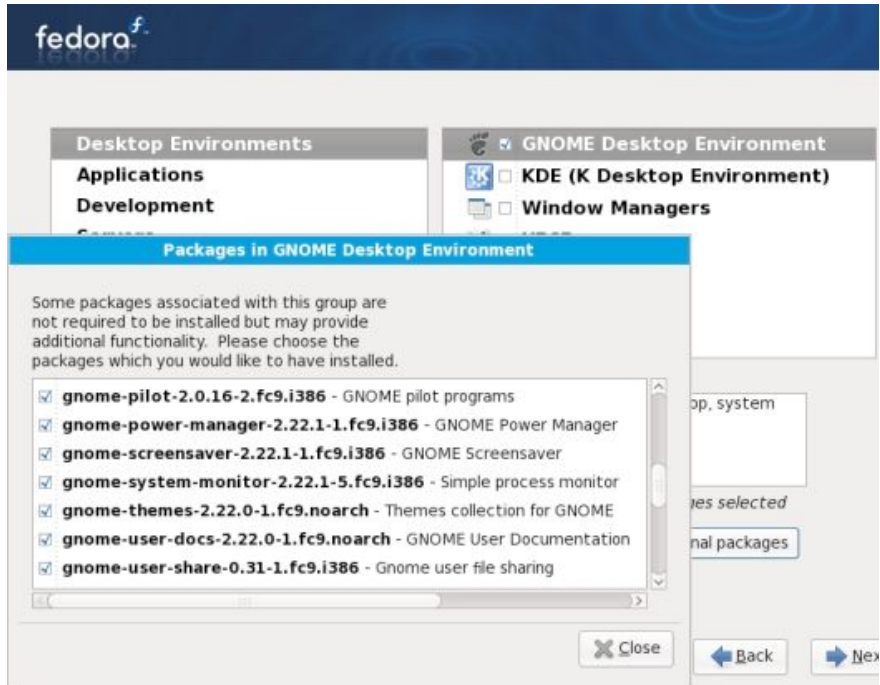 fedora
Desktop Environments
Applications
Development
GNOME Desktop Environment
KDE (K Desktop Environment)
Window Managers
Packages in GNOME Desktop Environment
Some packages associated with this group are
not required to be installed but may provide
additional functionality. Please choose the
packages which you would like to have installed.
gnome-pilot-2.0.16-2.fc9.i386 - GNOME pilot programs
gnome-power-manager-2.22.1-1.fc9.i386 - GNOME Power Manager
gnome-screensaver-2.22.1-1.fc9.i386 - GNOME Screensaver
gnome-system-monitor-2.22.1-5.fc9.i386 - Simple process monitor
gnome-themes-2.22.0-1.fc9.noarch - Themes collection for GNOME
gnome-user-docs-2.22.0-1.fc9.noarch - GNOME User Documentation
gnome-user-share-0.31-1.fc9.i386 - Gnome user file sharing
op, system
ges selected
nal packages
Close
Back
Nex